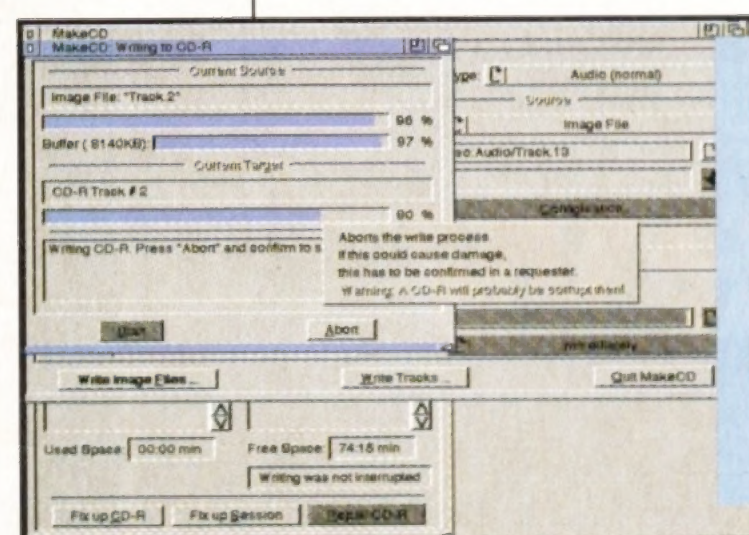 MakeCD
MakeCD: Writing to CD-R
Current Source
Image File: "Track.2"
96 %
Buffer ( 8140KB):
97 %
Current Target
CD-R Track # 2
90 %
Writing CD-R. Press "Abort" and confirm to s
Abort
Aborts the write process.
If this could cause damage,
this has to be confirmed in a requester.
Warning: A CD-R will probably be corrupt then!
ype:
Audio (normal)
Source
Image File
Audio/Track.13
Write Image Files ...
Write Tracks ...
Quit MakeCD
Used Space: 00:00 min
Free Space: 74:15 min
Writing was not interrupted
Fix up CD-R
Fix up Session
Repair CD-R